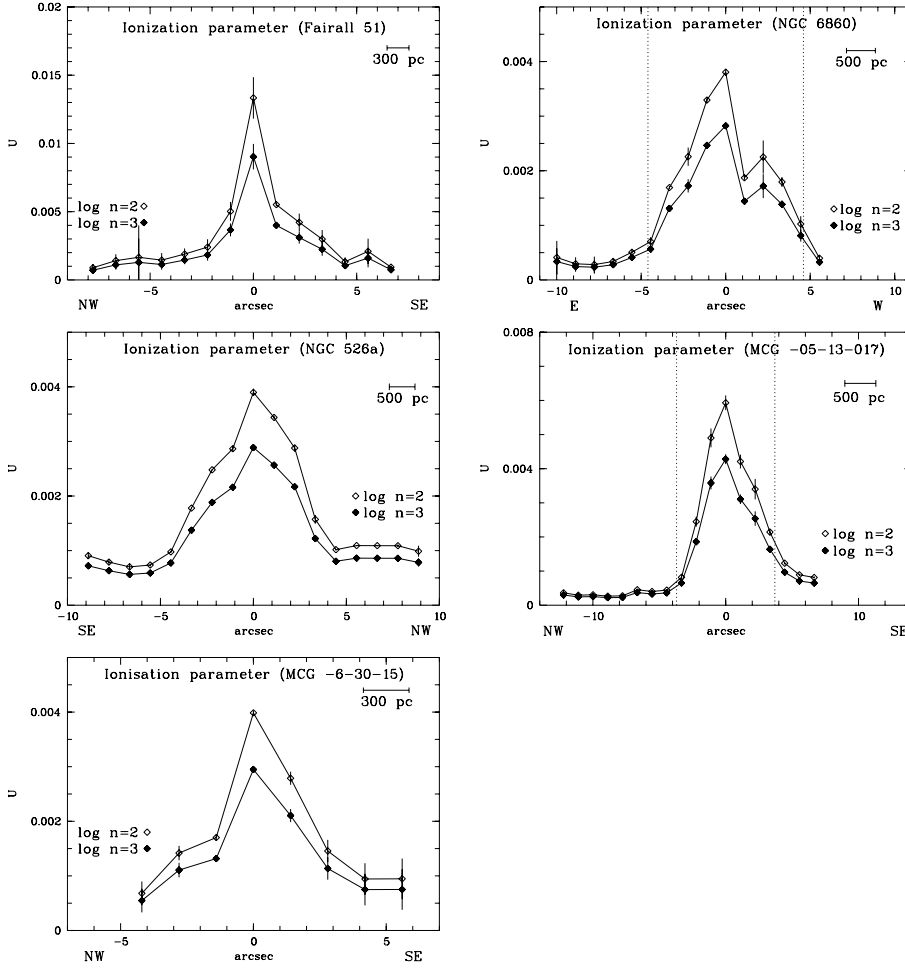 Ionization parameter (Fairall 51)
300 pc
0.02
0.015
0.01
0.005
0
U
log n=2
log n=3
-5 0 5
NW arcsec SE
Ionization parameter (NGC 6860)
500 pc
0.004
0.002
0
U
log n=2
log n=3
-10 -5 0 5 10
E arcsec W
Ionization parameter (NGC 526a)
500 pc
0.004
0.002
0
U
log n=2
log n=3
-10 -5 0 5 10
SE arcsec NW
Ionization parameter (MCG -05-13-017)
500 pc
0.008
0.004
0
U
log n=2
log n=3
-10 0 10
NW arcsec SE
Ionisation parameter (MCG -6-30-15)
300 pc
0.004
0.002
0
U
log n=2
log n=3
-5 0 5
NW arcsec SE